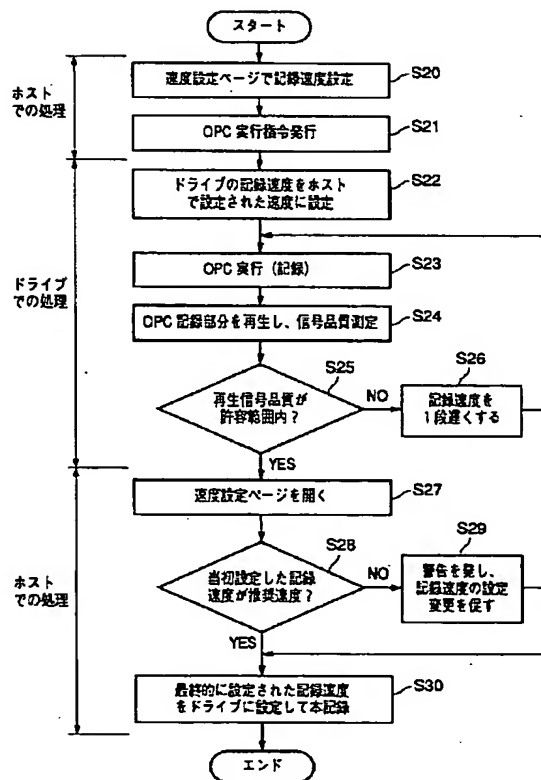 スタート
ホスト
での処理
速度設定ページで記録速度設定
S20
OPC 実行指令発行
S21
ドライブ
での処理
ドライブの記録速度をホスト
で設定された速度に設定
S22
OPC 実行（記録）
S23
OPC 記録部分を再生し、信号品質測定
S24
再生信号品質が
許容範囲内？
S25
NO
記録速度を
1段遅くする
S26
YES
ホスト
での処理
速度設定ページを開く
S27
当初設定した記録
速度が推奨速度？
S28
NO
警告を発し、
記録速度の設定
変更を促す
S29
YES
最終的に設定された記録速度
をドライブに設定して本記録
S30
エンド